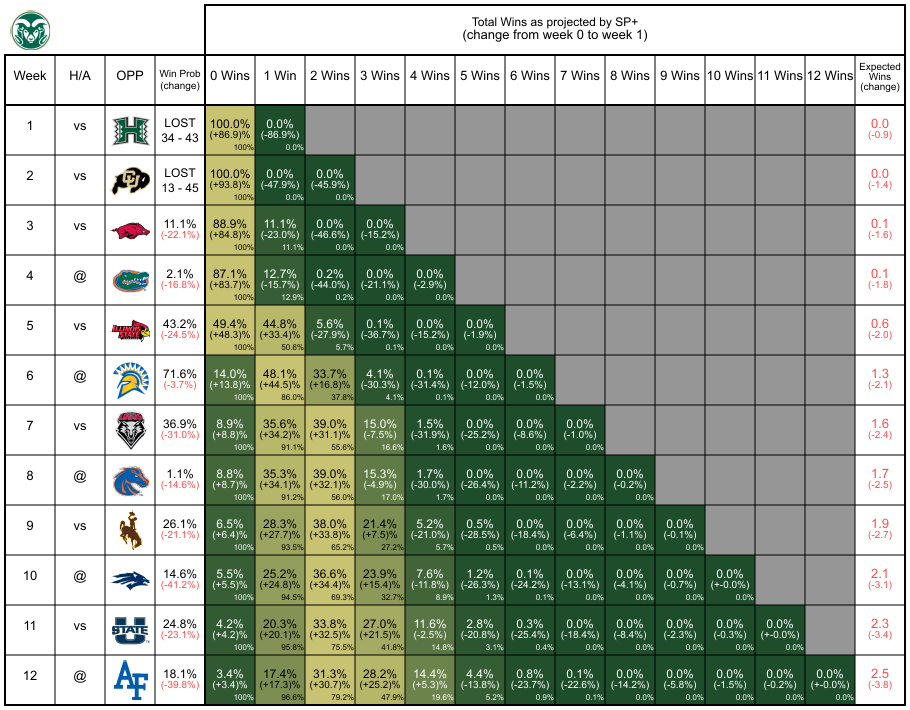 Total Wins as projected by SP+
(change from week 0 to week 1)
Week H/A OPP Win Prob (change) 0 Wins 1 Win 2 Wins 3 Wins 4 Wins 5 Wins 6 Wins 7 Wins 8 Wins 9 Wins 10 Wins 11 Wins 12 Wins Expected Wins (change)
1 vs LOST 100.0% 0.0% 0.0
34 - 43 (+86.9)% (-86.9%) (-0.9)
100% 0.0%
2 vs LOST 100.0% 0.0% 0.0% 0.0
13 - 45 (+93.8)% (-47.9%) (-45.9%) (-1.4)
100% 0.0% 0.0%
3 vs 11.1% 88.9% 11.1% 0.0% 0.0% 0.1
(-22.1%) (+84.8)% (-23.0%) (-46.6%) (-15.2%) (-1.6)
100% 11.1% 0.0% 0.0%
4 @ 2.1% 87.1% 12.7% 0.2% 0.0% 0.0% 0.1
(-16.8%) (+83.7)% (-15.7%) (-44.0%) (-21.1%) (-2.9%) (-1.8)
100% 12.9% 0.2% 0.0% 0.0%
5 vs ILLINOIS STATE 43.2% 49.4% 44.8% 5.6% 0.1% 0.0% 0.0% 0.6
(-24.5%) (+48.3)% (+33.4)% (-27.9%) (-36.7%) (-15.2%) (-1.9%) (-2.0)
100% 50.6% 5.7% 0.1% 0.0% 0.0%
6 @ 71.6% 14.0% 48.1% 33.7% 4.1% 0.1% 0.0% 0.0% 1.3
(-3.7%) (+13.8)% (+44.5)% (+16.8)% (-30.3%) (-31.4%) (-12.0%) (-1.5%) (-2.1)
100% 86.0% 37.8% 4.1% 0.1% 0.0% 0.0%
7 vs LOBOS 36.9% 8.9% 35.6% 39.0% 15.0% 1.5% 0.0% 0.0% 0.0% 1.6
(-31.0%) (+8.8)% (+34.2)% (+31.1)% (-7.5%) (-31.9%) (-25.2%) (-8.6%) (-1.0%) (-2.4)
100% 91.1% 55.6% 16.6% 1.6% 0.0% 0.0% 0.0%
8 @ 1.1% 8.8% 35.3% 39.0% 15.3% 1.7% 0.0% 0.0% 0.0% 0.0% 1.7
(-14.6%) (+8.7)% (+34.1)% (+32.1)% (-4.9%) (-30.0%) (-26.4%) (-11.2%) (-2.2%) (-0.2%) (-2.5)
100% 91.2% 56.0% 17.0% 1.7% 0.0% 0.0% 0.0% 0.0%
9 vs 26.1% 6.5% 28.3% 38.0% 21.4% 5.2% 0.5% 0.0% 0.0% 0.0% 0.0% 1.9
(-21.1%) (+6.4)% (+27.7)% (+33.8)% (+7.5)% (-21.0%) (-28.5%) (-18.4%) (-6.4%) (-1.1%) (-0.1%) (-2.7)
100% 93.5% 65.2% 27.2% 5.7% 0.5% 0.0% 0.0% 0.0% 0.0%
10 @ 14.6% 5.5% 25.2% 36.6% 23.9% 7.6% 1.2% 0.1% 0.0% 0.0% 0.0% 0.0% 2.1
(-41.2%) (+5.5)% (+24.8)% (+34.4)% (+15.4)% (-11.8%) (-26.3%) (-24.2%) (-13.1%) (-4.1%) (-0.7%) (+-0.0%) (-3.1)
100% 94.5% 69.3% 32.7% 8.9% 1.3% 0.1% 0.0% 0.0% 0.0% 0.0%
11 vs U STATE 24.8% 4.2% 20.3% 33.8% 27.0% 11.6% 2.8% 0.3% 0.0% 0.0% 0.0% 0.0% 0.0% 2.3
(-23.1%) (+4.2)% (+20.1)% (+32.5)% (+21.5)% (-2.5%) (-20.8%) (-25.4%) (-18.4%) (-8.4%) (-2.3%) (-0.3%) (+-0.0%) (-3.4)
100% 95.8% 75.5% 41.8% 14.8% 3.1% 0.4% 0.0% 0.0% 0.0% 0.0% 0.0%
12 @ AF 18.1% 3.4% 17.4% 31.3% 28.2% 14.4% 4.4% 0.8% 0.1% 0.0% 0.0% 0.0% 0.0% 0.0% 2.5
(-39.8%) (+3.4)% (+17.3)% (+30.7)% (+25.2)% (+5.3)% (-13.8%) (-23.7%) (-22.6%) (-14.2%) (-5.8%) (-1.5%) (-0.2%) (+-0.0%) (-3.8)
100% 96.6% 79.2% 47.9% 19.6% 5.2% 0.9% 0.1% 0.0% 0.0% 0.0% 0.0% 0.0%